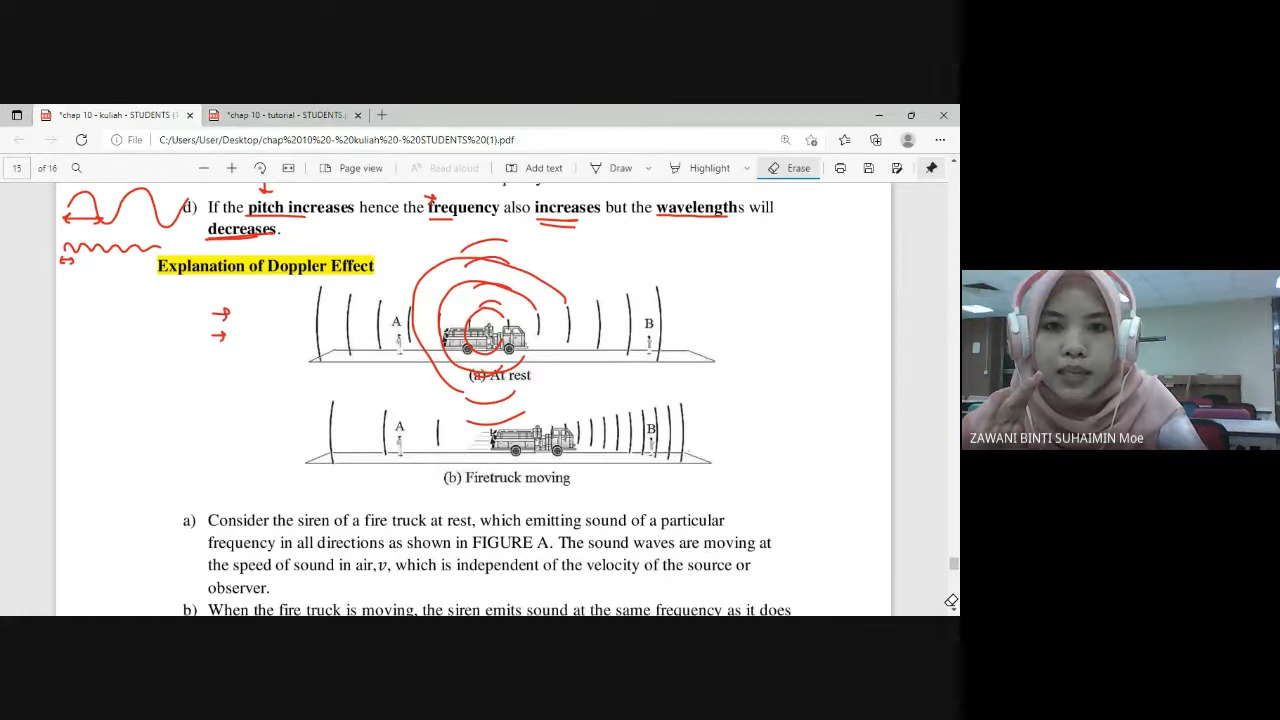 *chap 10 - kuliah - STUDENTS (1
*chap 10 - tutorial - STUDENTS.p
File C:/Users/User/Desktop/chap%2010%20-%20kuliah%20-%20STUDENTS%20(1).pdf
15 of 16 Page view Read aloud Add text Draw Highlight Erase
d) If the pitch increases hence the frequency also increases but the wavelengths will
decreases.
Explanation of Doppler Effect
A
B
(a) At rest
A
B
(b) Firetruck moving
a) Consider the siren of a fire truck at rest, which emitting sound of a particular
frequency in all directions as shown in FIGURE A. The sound waves are moving at
the speed of sound in air, v, which is independent of the velocity of the source or
observer.
b) When the fire truck is moving, the siren emits sound at the same frequency as it does
ZAWANI BINTI SUHAIMIN Moe